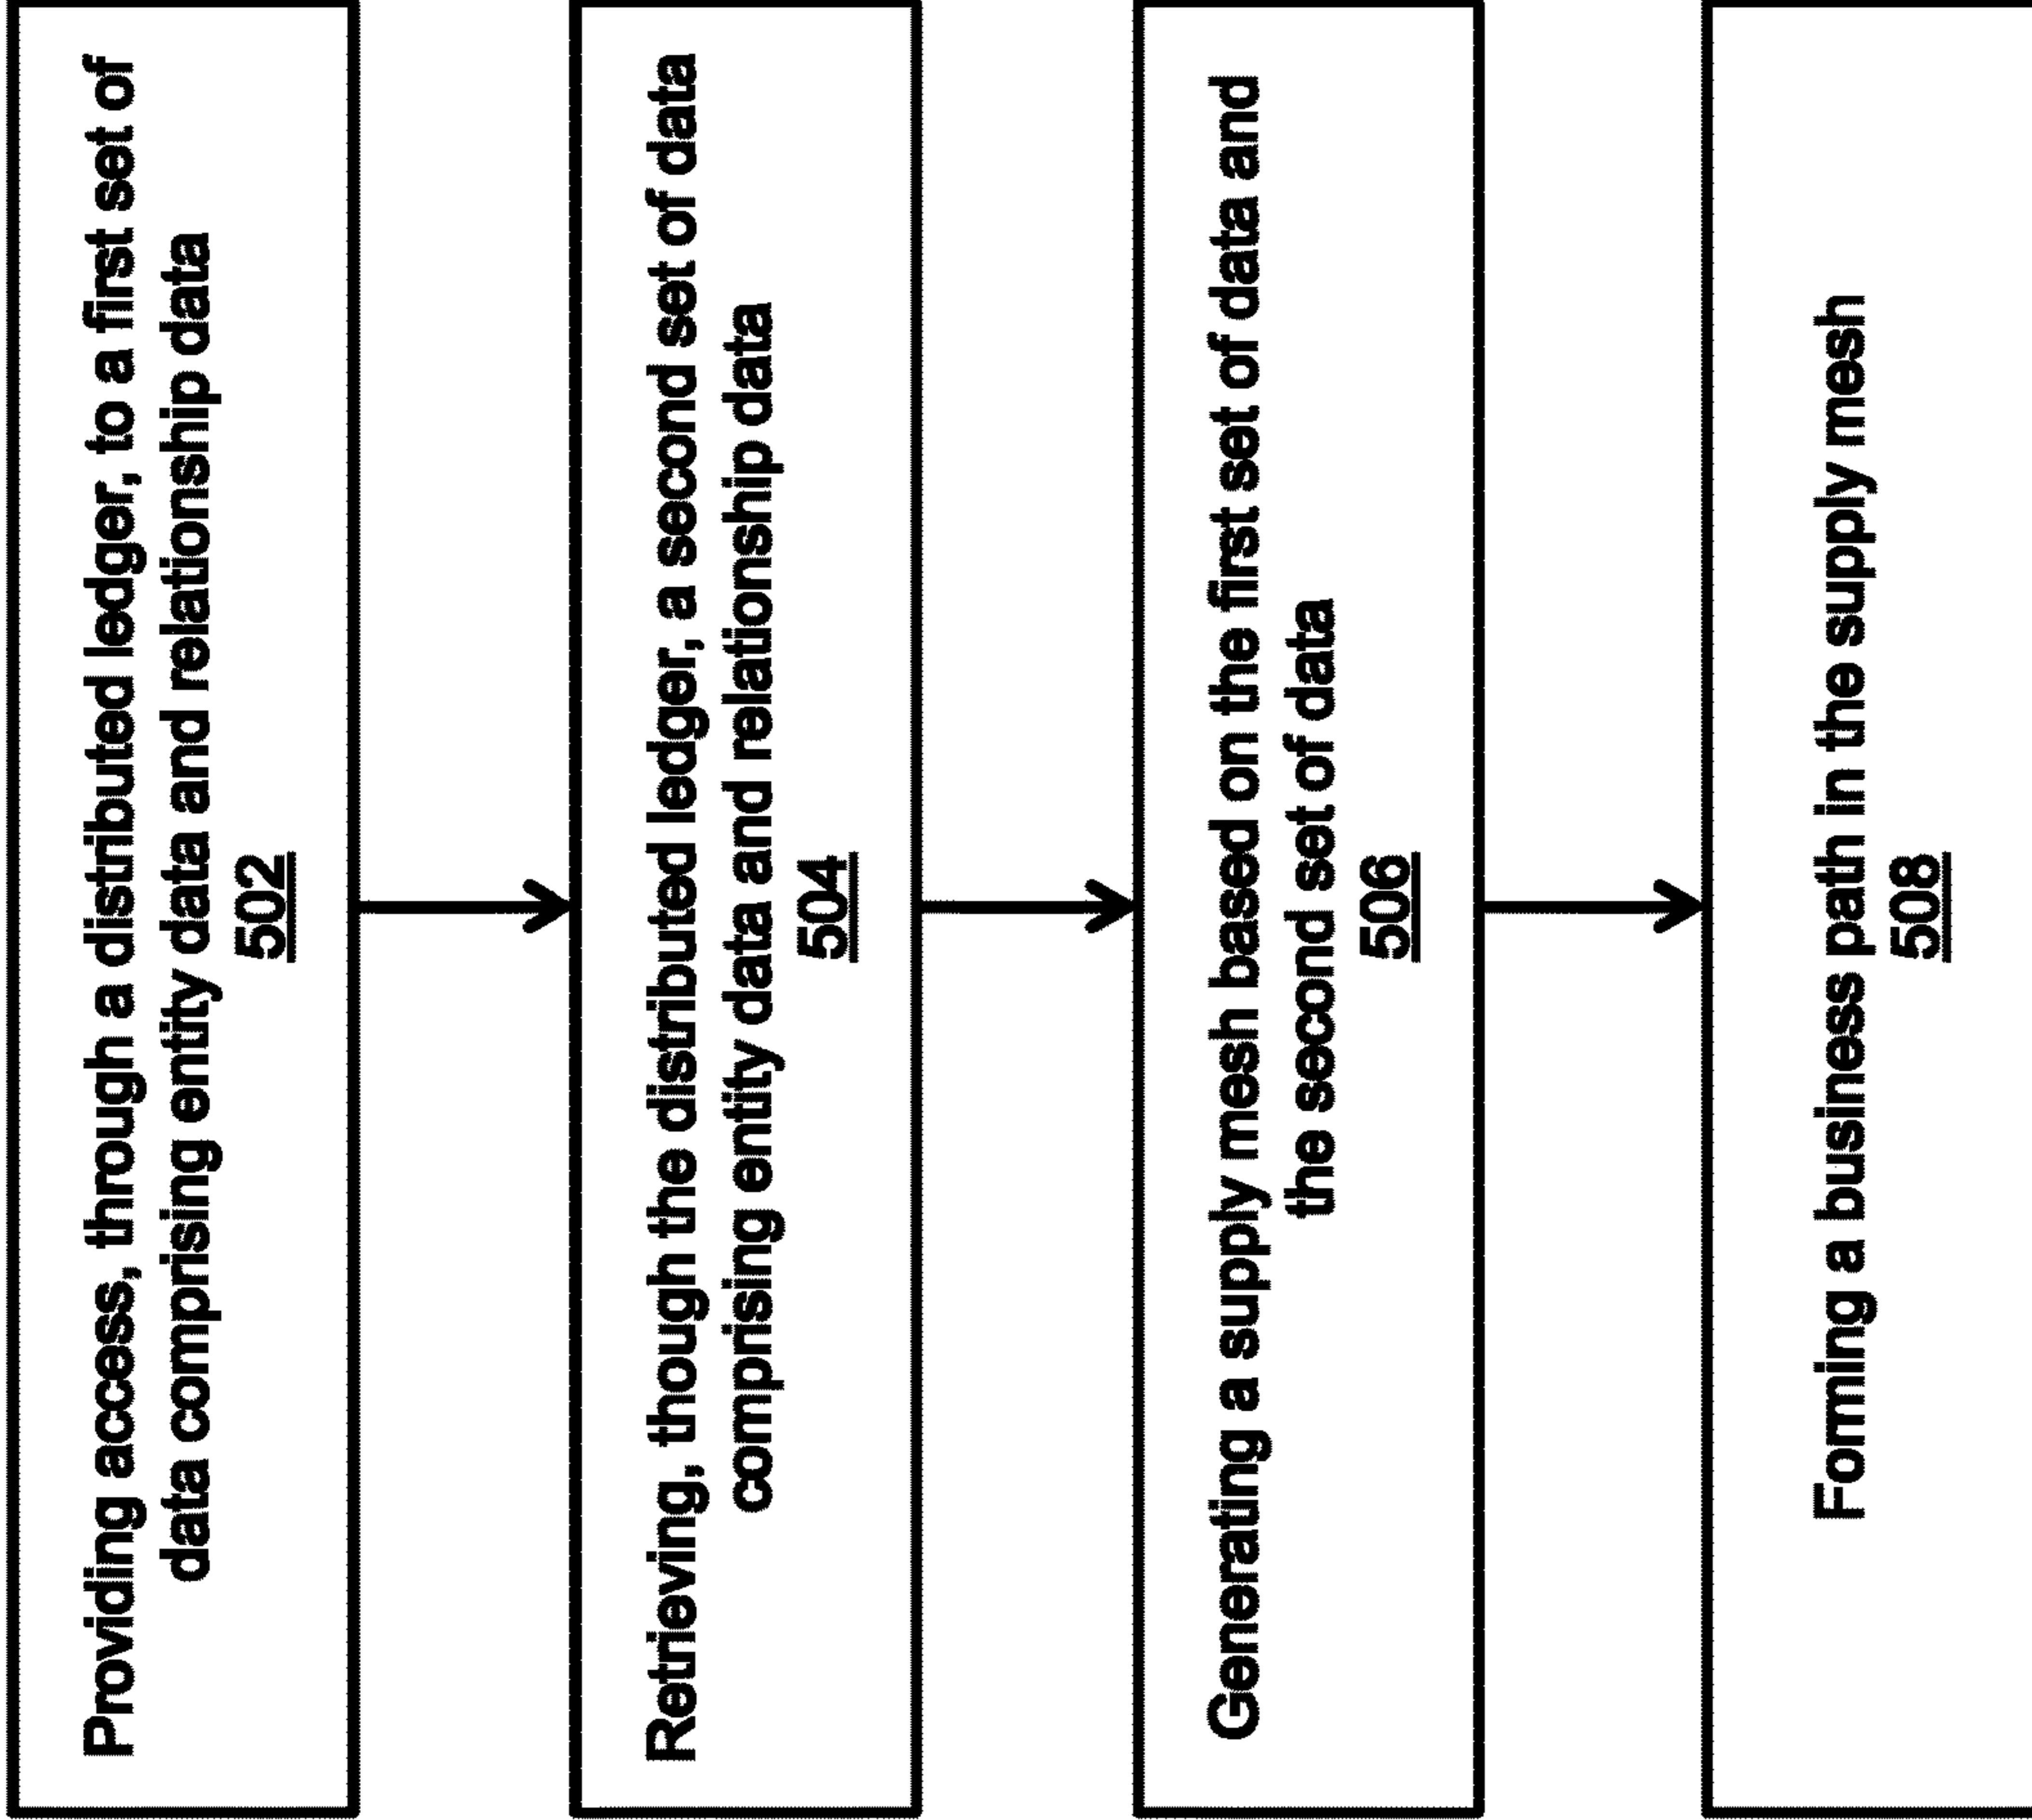 Providing access, through a distributed ledger, to a first set of
data comprising entity data and relationship data
502
Retrieving, though the distributed ledger, a second set of data
comprising entity data and relationship data
504
Generating a supply mesh based on the first set of data and
the second set of data
506
Forming a business path in the supply mesh
508